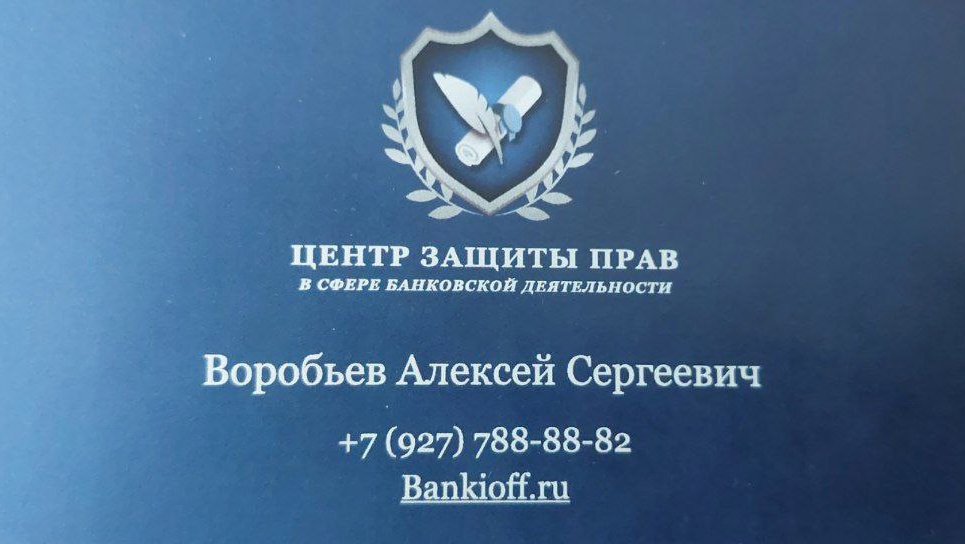 ЦЕНТР ЗАЩИТЫ ПРАВ
В СФЕРЕ БАНКОВСКОЙ ДЕЯТЕЛЬНОСТИ
Воробьев Алексей Сергеевич
+7 (927) 788-88-82
Bankioff.ru